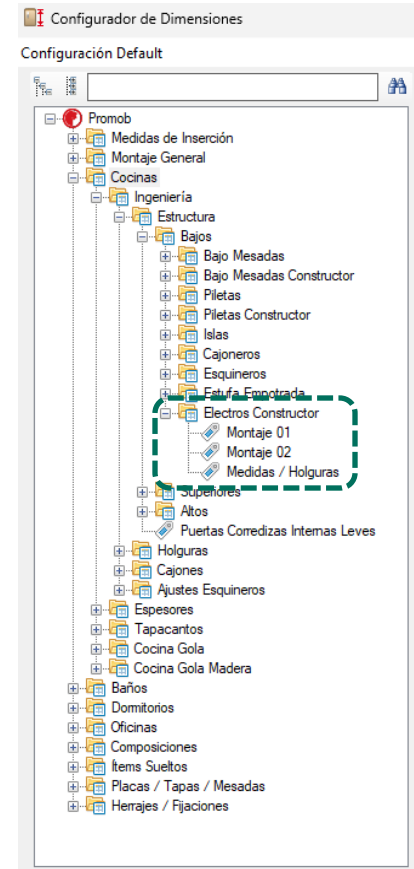 Configurador de Dimensiones
Configuración Default
Promob
Medidas de Inserción
Montaje General
Cocinas
Ingeniería
Estructura
Bajos
Bajo Mesadas
Bajo Mesadas Constructor
Piletas
Piletas Constructor
Islas
Cajoneros
Esquineros
Estufa Empotrada
Electros Constructor
Montaje 01
Montaje 02
Medidas / Holguras
Superiores
Altos
Puertas Corredizas Internas Leves
Holguras
Cajones
Ajustes Esquineros
Espesores
Tapacantos
Cocina Gola
Cocina Gola Madera
Baños
Dormitorios
Oficinas
Composiciones
Ítems Sueltos
Placas / Tapas / Mesadas
Herrajes / Fijaciones